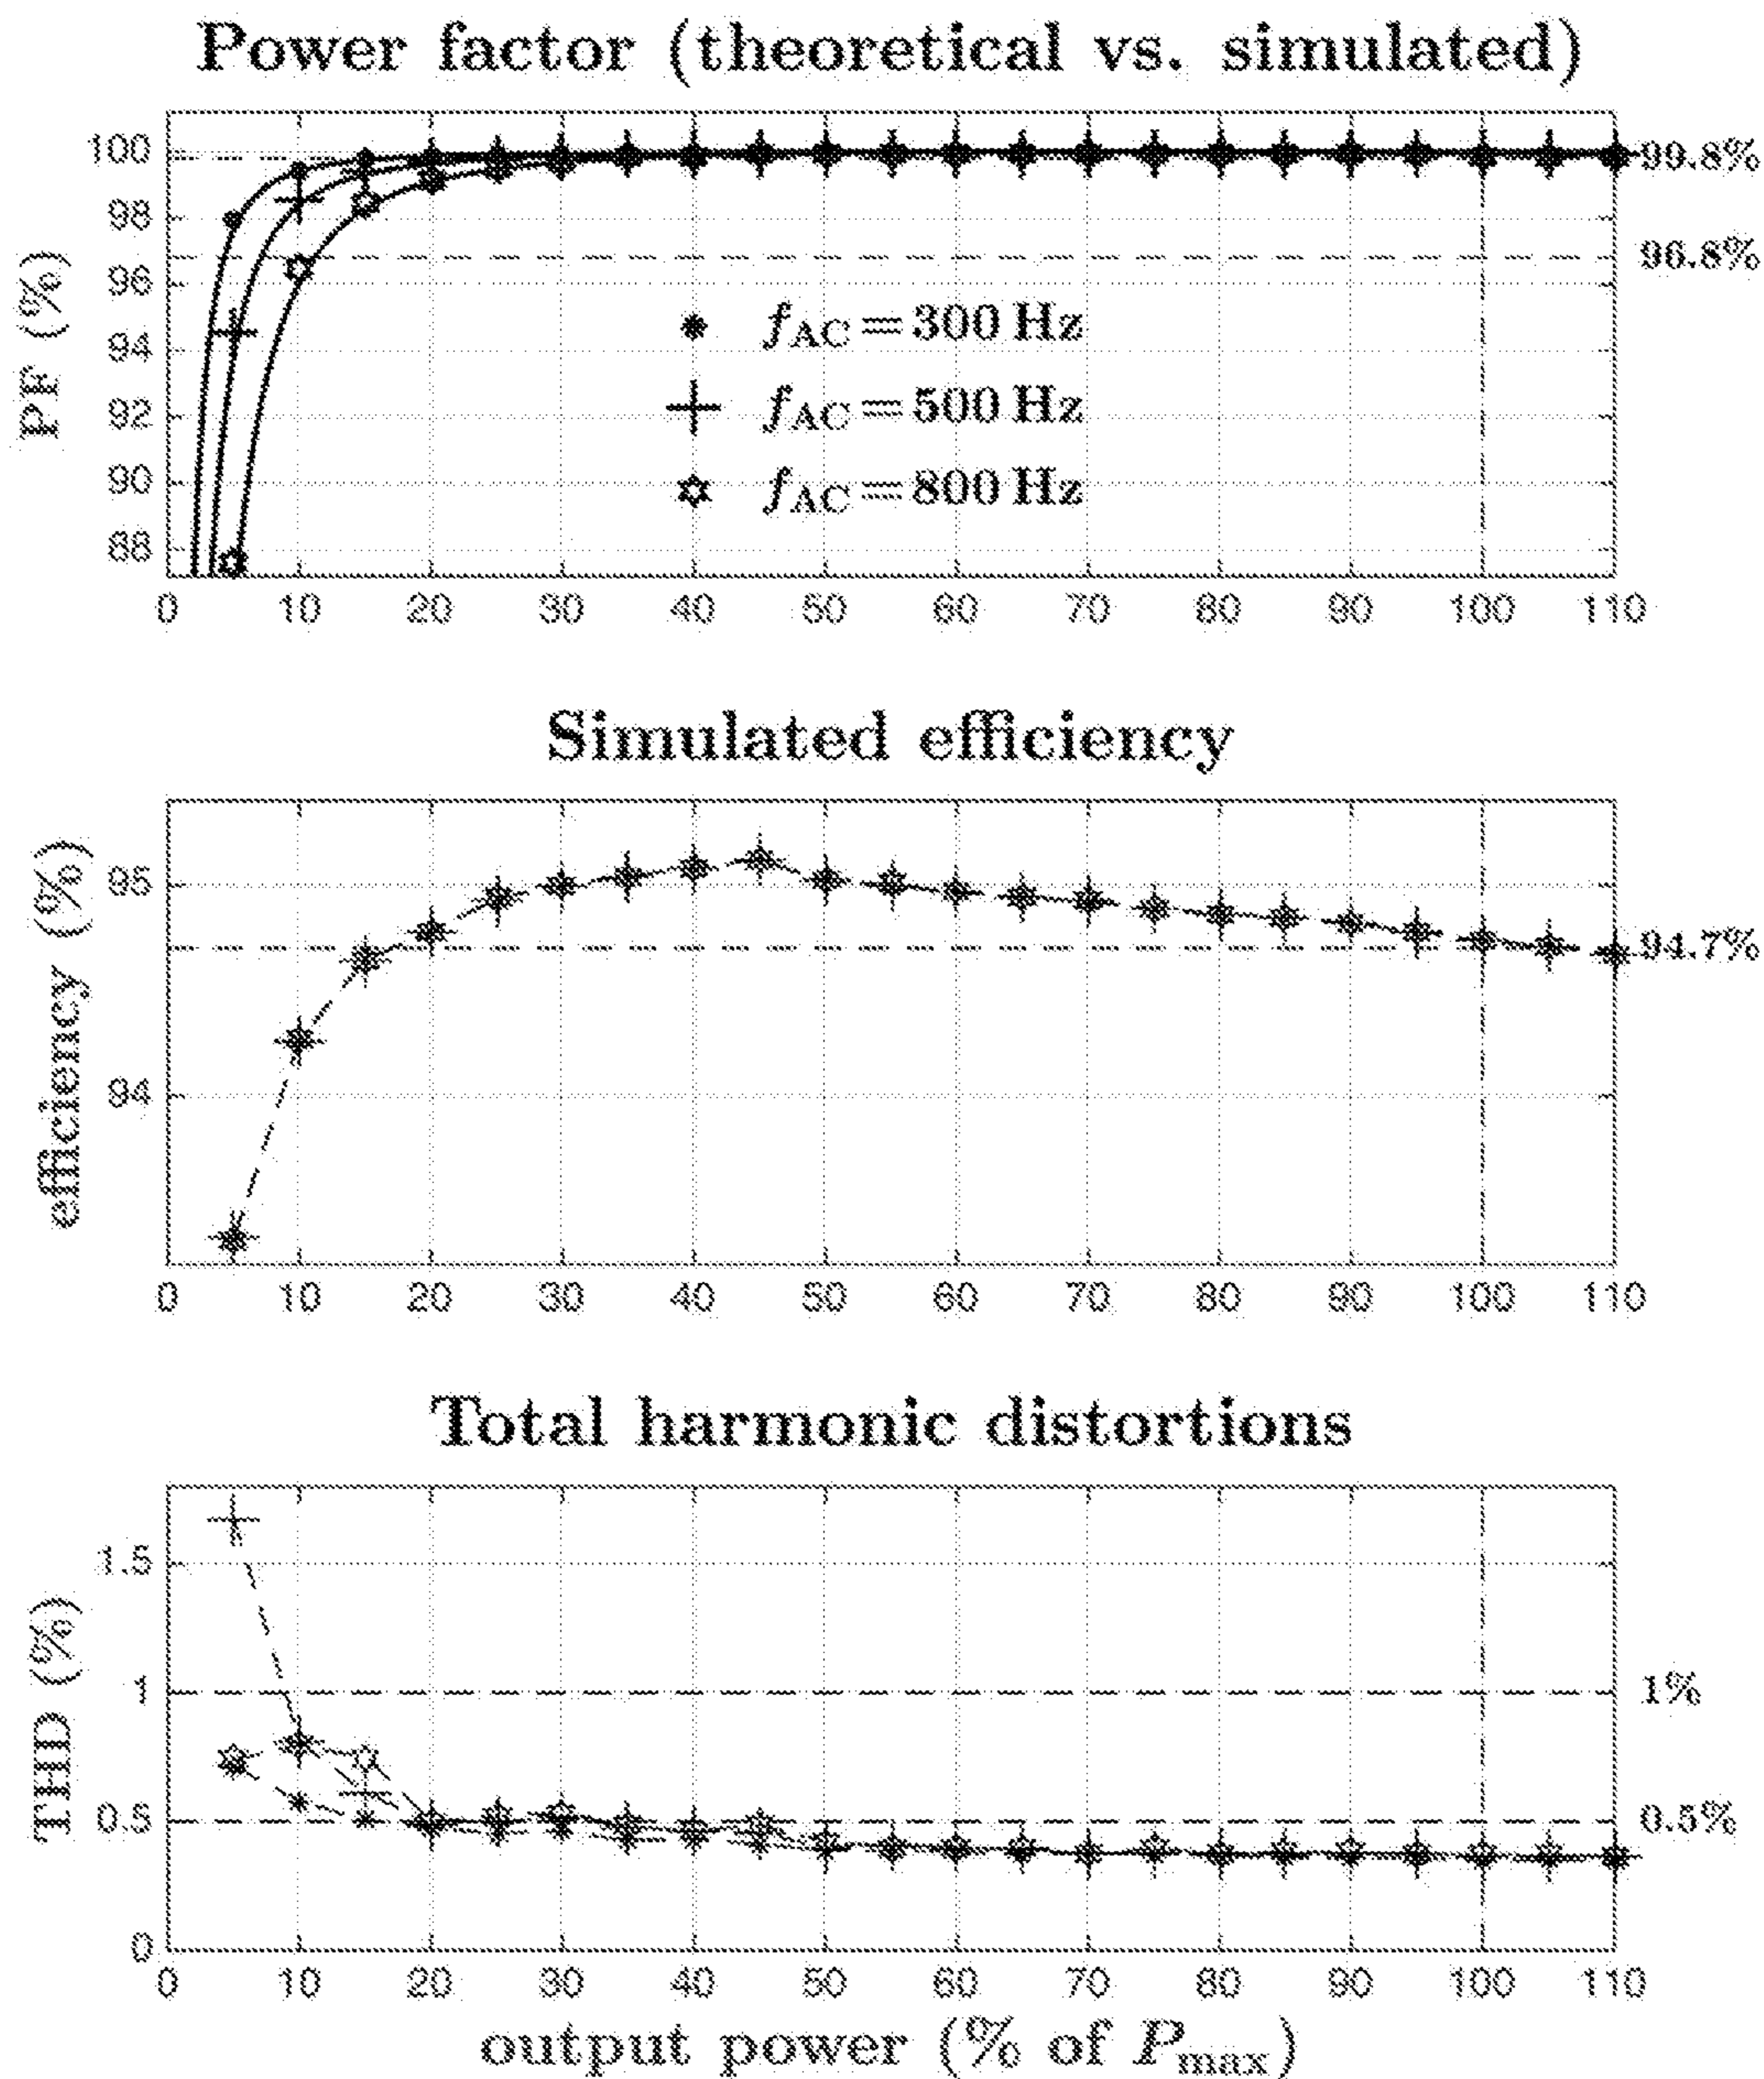 Power factor (theoretical vs. simulated)
PF (%)
100
98
96
94
92
90
88
99.8%
96.8%
f_AC = 300 Hz
f_AC = 500 Hz
f_AC = 800 Hz
0 10 20 30 40 50 60 70 80 90 100 110
Simulated efficiency
efficiency (%)
95
94
94.7%
0 10 20 30 40 50 60 70 80 90 100 110
Total harmonic distortions
THD (%)
1.5
1
0.5
0
1%
0.5%
0 10 20 30 40 50 60 70 80 90 100 110
output power (% of P_max)